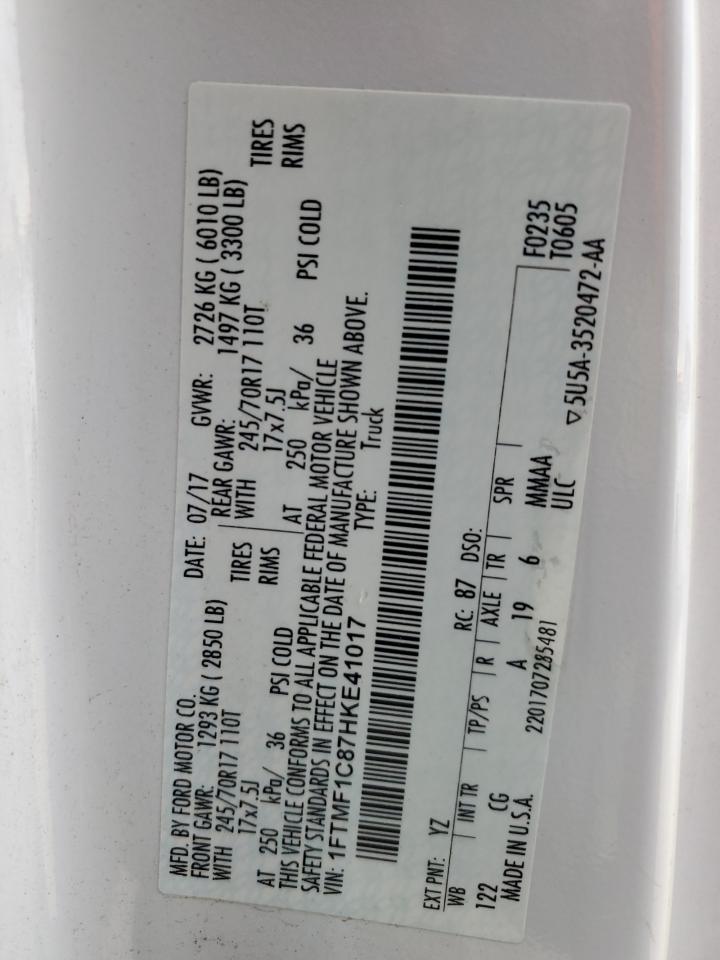 MFD. BY FORD MOTOR CO.
DATE: 07/17 GVWR: 2726 KG ( 6010 LB)
FRONT GAWR: 1293 KG ( 2850 LB) REAR GAWR: 1497 KG ( 3300 LB)
WITH 245/70R17 110T TIRES WITH 245/70R17 110T TIRES
17x7.5J RIMS 17x7.5J RIMS
AT 250 kPa/ 36 PSI COLD AT 250 kPa/ 36 PSI COLD
THIS VEHICLE CONFORMS TO ALL APPLICABLE FEDERAL MOTOR VEHICLE
SAFETY STANDARDS IN EFFECT ON THE DATE OF MANUFACTURE SHOWN ABOVE.
VIN: 1FTMF1C87HKE41017 TYPE: Truck
EXT PNT: YZ RC: 87 DSO:
WB INT TR TP/PS R AXLE TR SPR
122 CG A 19 6 MMAA F0235
MADE IN U.S.A. 2201707285481 ULC T0605
▽5U5A-3520472-AA